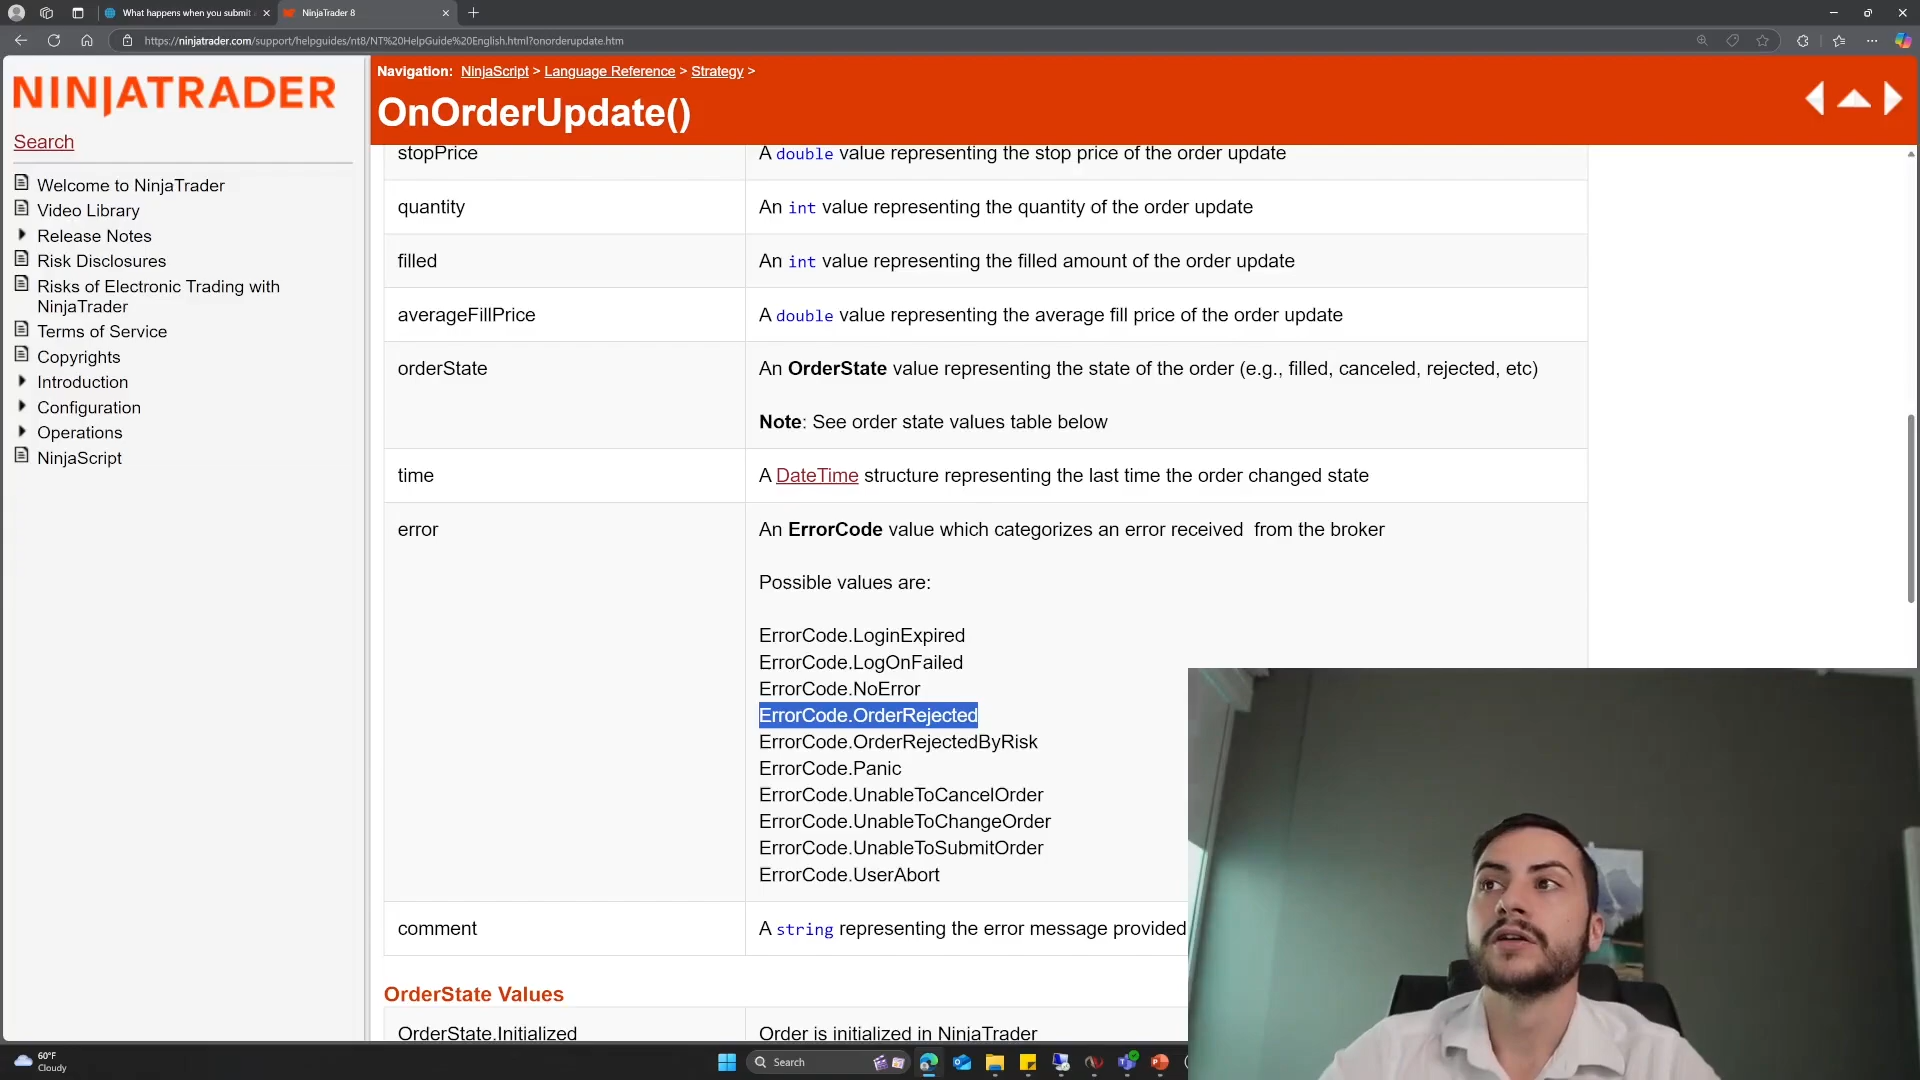 What happens when you submit
NinjaTrader 8
https://ninjatrader.com/support/helpguides/nt8/NT%20HelpGuide%20English.html?onorderupdate.htm
NINJATRADER
Search
Welcome to NinjaTrader
Video Library
Release Notes
Risk Disclosures
Risks of Electronic Trading with
NinjaTrader
Terms of Service
Copyrights
Introduction
Configuration
Operations
NinjaScript
Navigation: NinjaScript > Language Reference > Strategy >
OnOrderUpdate()
stopPrice A double value representing the stop price of the order update
quantity An int value representing the quantity of the order update
filled An int value representing the filled amount of the order update
averageFillPrice A double value representing the average fill price of the order update
orderState An OrderState value representing the state of the order (e.g., filled, canceled, rejected, etc)
Note: See order state values table below
time A DateTime structure representing the last time the order changed state
error An ErrorCode value which categorizes an error received from the broker
Possible values are:
ErrorCode.LoginExpired
ErrorCode.LogOnFailed
ErrorCode.NoError
ErrorCode.OrderRejected
ErrorCode.OrderRejectedByRisk
ErrorCode.Panic
ErrorCode.UnableToCancelOrder
ErrorCode.UnableToChangeOrder
ErrorCode.UnableToSubmitOrder
ErrorCode.UserAbort
comment A string representing the error message provided
OrderState Values
OrderState.Initialized Order is initialized in NinjaTrader
60°F
Cloudy
Search